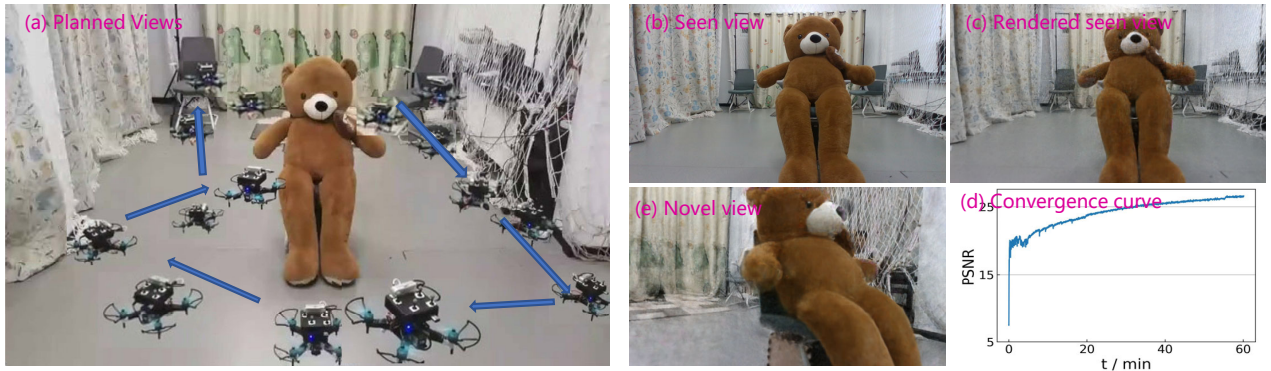 (a) Planned Views
(b) Seen view
(c) Rendered seen view
(e) Novel view
(d) Convergence curve
25
15
5
PSNR
0
20
40
60
t / min